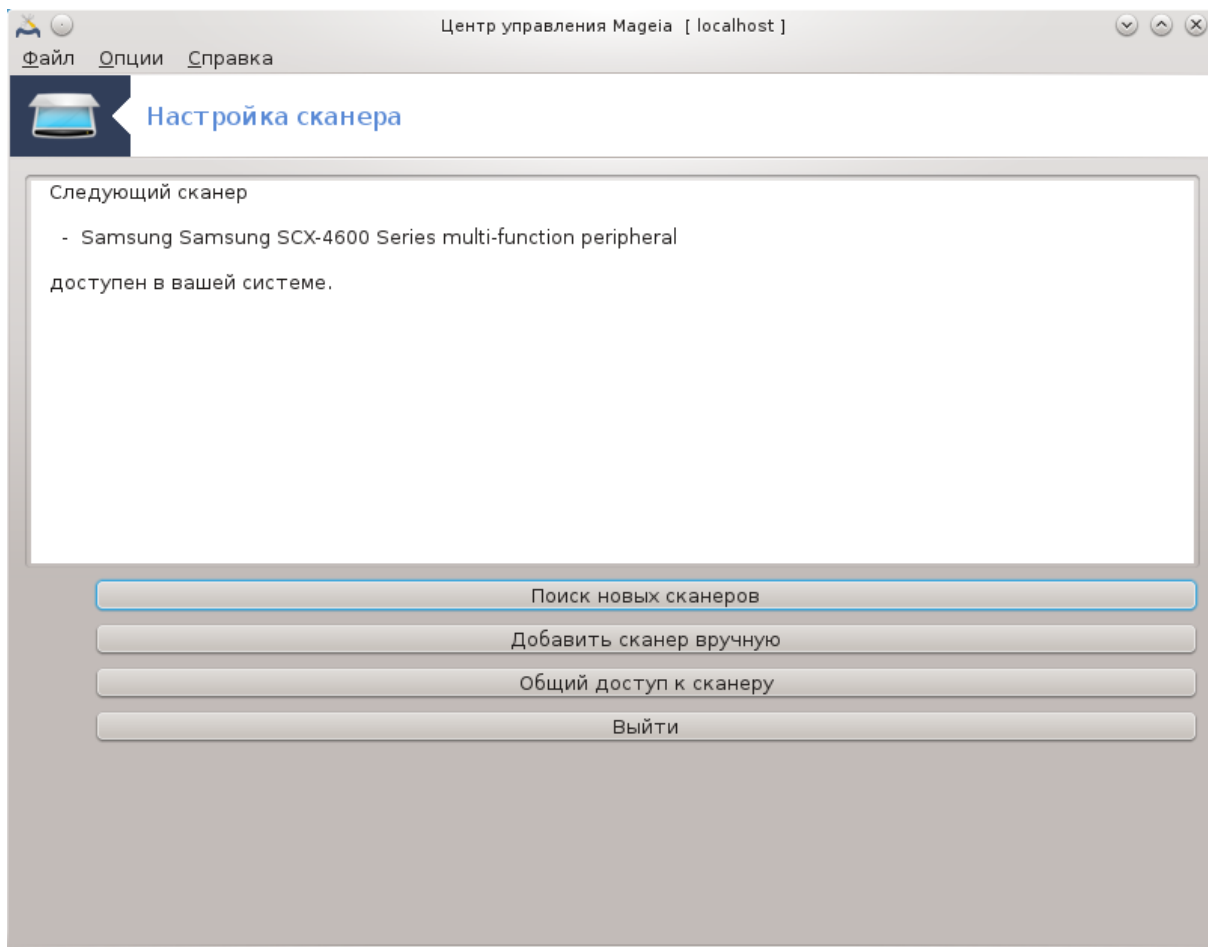 Центр управления Mageia [ localhost ]
Файл Опции Справка
Настройка сканера
Следующий сканер
- Samsung Samsung SCX-4600 Series multi-function peripheral
доступен в вашей системе.
Поиск новых сканеров
Добавить сканер вручную
Общий доступ к сканеру
Выйти